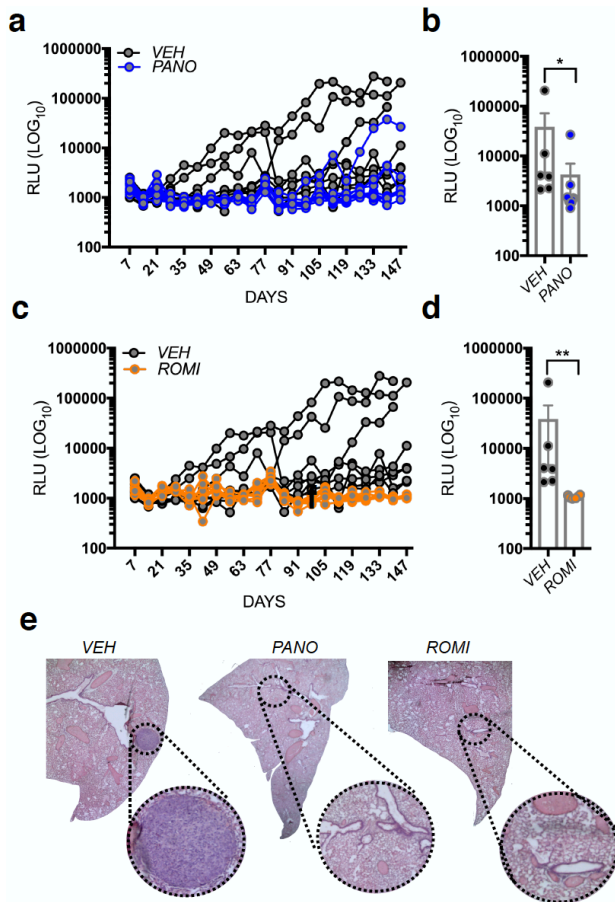 a
VEH
PANO
RLU (LOG10)
1000000
100000
10000
1000
100
7 21 35 49 63 77 91 105 119 133 147
DAYS
b
*
RLU (LOG10)
1000000
100000
10000
1000
100
VEH PANO
c
VEH
ROMI
RLU (LOG10)
1000000
100000
10000
1000
100
7 21 35 49 63 77 91 105 119 133 147
DAYS
d
**
RLU (LOG10)
1000000
100000
10000
1000
100
VEH ROMI
e
VEH PANO ROMI